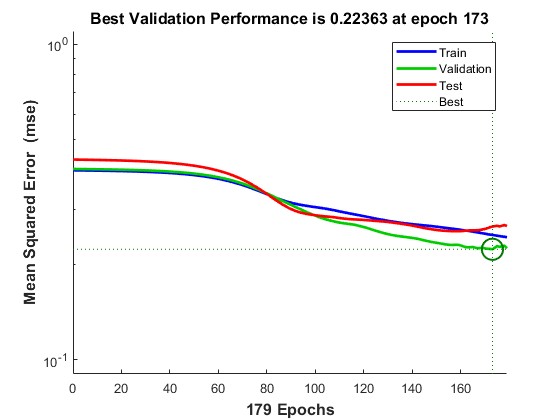 Best Validation Performance is 0.22363 at epoch 173
Mean Squared Error  (mse)
10^0
10^-1
Train
Validation
Test
Best
0 20 40 60 80 100 120 140 160
179 Epochs